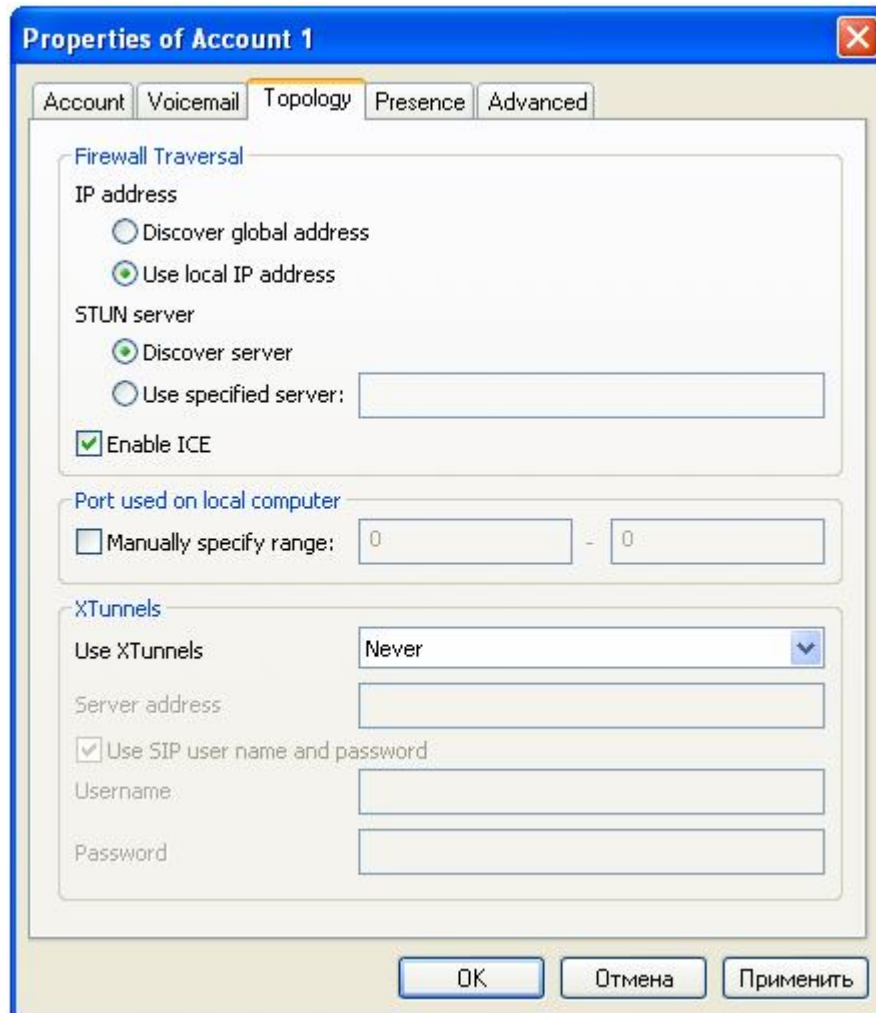 Properties of Account 1
Account Voicemail Topology Presence Advanced
Firewall Traversal
IP address
Discover global address
Use local IP address
STUN server
Discover server
Use specified server:
Enable ICE
Port used on local computer
Manually specify range: 0 - 0
XTunnels
Use XTunnels Never
Server address
Use SIP user name and password
Username
Password
OK Отмена Применить